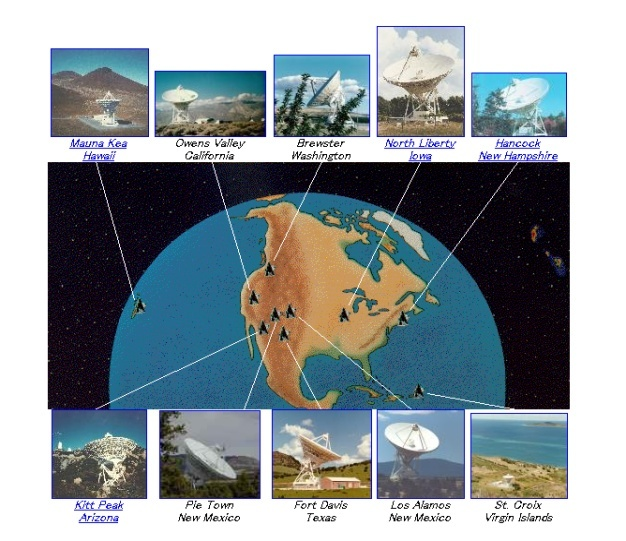 Mauna Kea
Hawaii
Owens Valley
California
Brewster
Washington
North Liberty
Iowa
Hancock
New Hampshire
Kitt Peak
Arizona
Pie Town
New Mexico
Fort Davis
Texas
Los Alamos
New Mexico
St. Croix
Virgin Islands